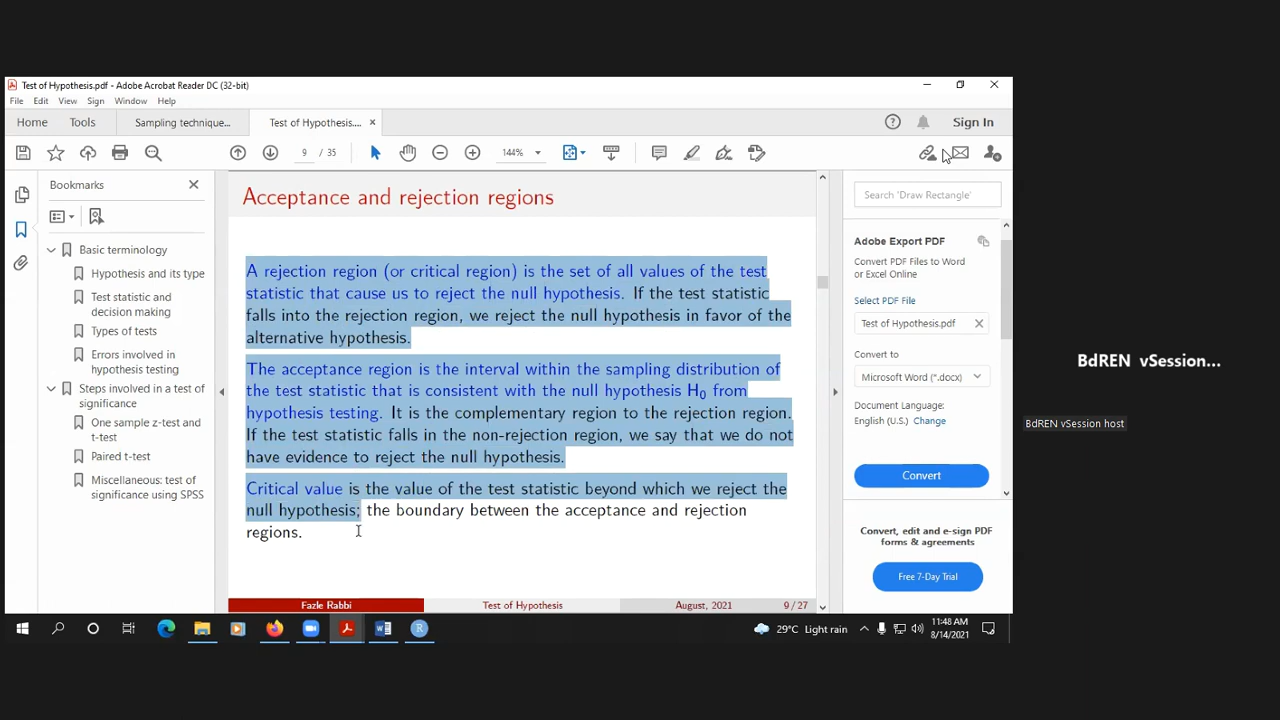 Test of Hypothesis.pdf - Adobe Acrobat Reader DC (32-bit)
File Edit View Sign Window Help
Home Tools Sampling technique... Test of Hypothesis....
Sign In
9 / 35 144%
Bookmarks
Basic terminology
Hypothesis and its type
Test statistic and
decision making
Types of tests
Errors involved in
hypothesis testing
Steps involved in a test of
significance
One sample z-test and
t-test
Paired t-test
Miscellaneous: test of
significance using SPSS
Acceptance and rejection regions
A rejection region (or critical region) is the set of all values of the test
statistic that cause us to reject the null hypothesis. If the test statistic
falls into the rejection region, we reject the null hypothesis in favor of the
alternative hypothesis.
The acceptance region is the interval within the sampling distribution of
the test statistic that is consistent with the null hypothesis H₀ from
hypothesis testing. It is the complementary region to the rejection region.
If the test statistic falls in the non-rejection region, we say that we do not
have evidence to reject the null hypothesis.
Critical value is the value of the test statistic beyond which we reject the
null hypothesis; the boundary between the acceptance and rejection
regions.
Fazle Rabbi Test of Hypothesis August, 2021 9 / 27
Search 'Draw Rectangle'
Adobe Export PDF
Convert PDF Files to Word
or Excel Online
Select PDF File
Test of Hypothesis.pdf
Convert to
Microsoft Word (*.docx)
Document Language:
English (U.S.) Change
Convert
Convert, edit and e-sign PDF
forms & agreements
Free 7-Day Trial
BdREN vSession...
BdREN vSession host
29°C Light rain
11:48 AM
8/14/2021